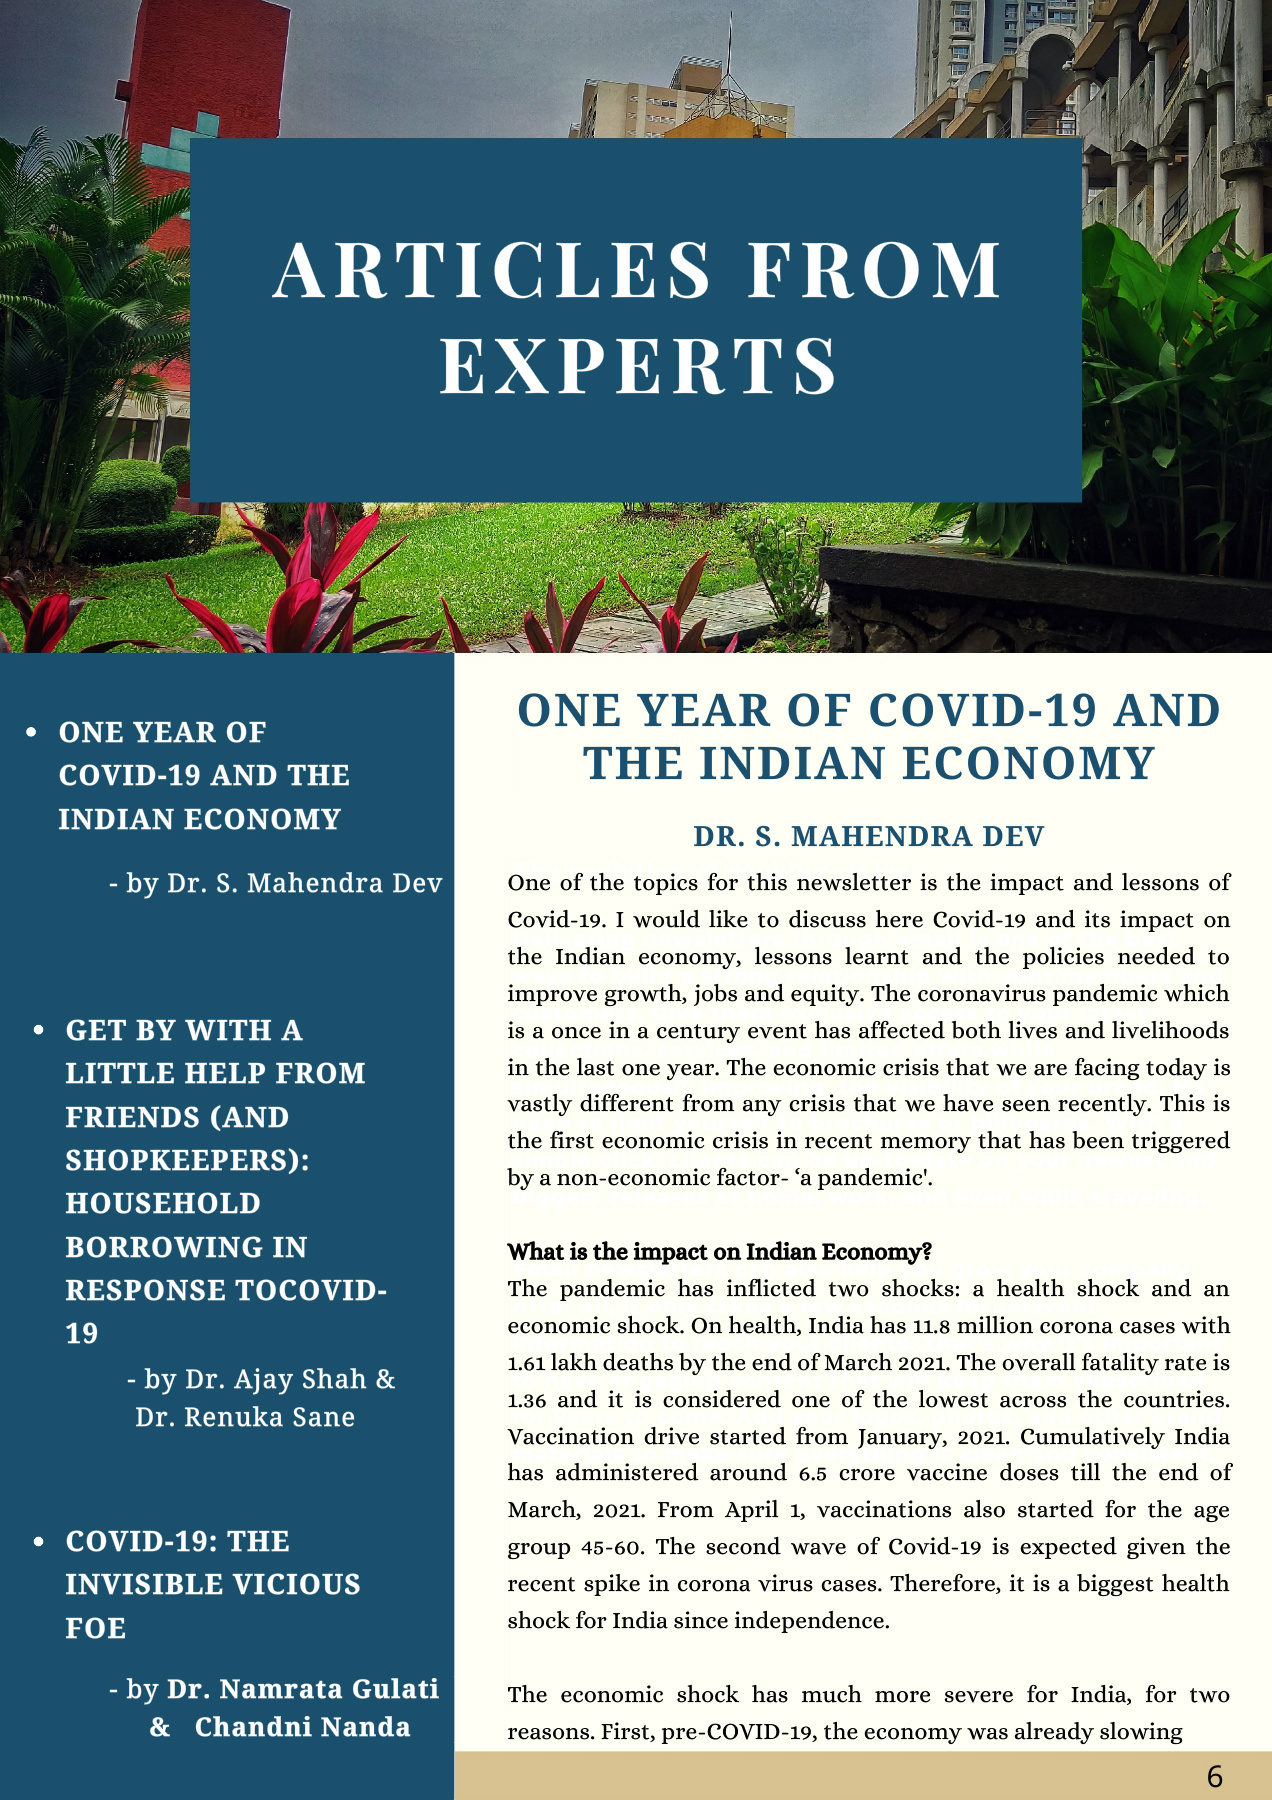 ARTICLES FROM
EXPERTS
• ONE YEAR OF
COVID-19 AND THE
INDIAN ECONOMY
- by Dr. S. Mahendra Dev
• GET BY WITH A
LITTLE HELP FROM
FRIENDS (AND
SHOPKEEPERS):
HOUSEHOLD
BORROWING IN
RESPONSE TOCOVID-
19
- by Dr. Ajay Shah &
Dr. Renuka Sane
• COVID-19: THE
INVISIBLE VICIOUS
FOE
- by Dr. Namrata Gulati
& Chandni Nanda
ONE YEAR OF COVID-19 AND
THE INDIAN ECONOMY
DR. S. MAHENDRA DEV
One of the topics for this newsletter is the impact and lessons of
Covid-19. I would like to discuss here Covid-19 and its impact on
the Indian economy, lessons learnt and the policies needed to
improve growth, jobs and equity. The coronavirus pandemic which
is a once in a century event has affected both lives and livelihoods
in the last one year. The economic crisis that we are facing today is
vastly different from any crisis that we have seen recently. This is
the first economic crisis in recent memory that has been triggered
by a non-economic factor- ‘a pandemic'.
What is the impact on Indian Economy?
The pandemic has inflicted two shocks: a health shock and an
economic shock. On health, India has 11.8 million corona cases with
1.61 lakh deaths by the end of March 2021. The overall fatality rate is
1.36 and it is considered one of the lowest across the countries.
Vaccination drive started from January, 2021. Cumulatively India
has administered around 6.5 crore vaccine doses till the end of
March, 2021. From April 1, vaccinations also started for the age
group 45-60. The second wave of Covid-19 is expected given the
recent spike in corona virus cases. Therefore, it is a biggest health
shock for India since independence.
The economic shock has much more severe for India, for two
reasons. First, pre-COVID-19, the economy was already slowing
6